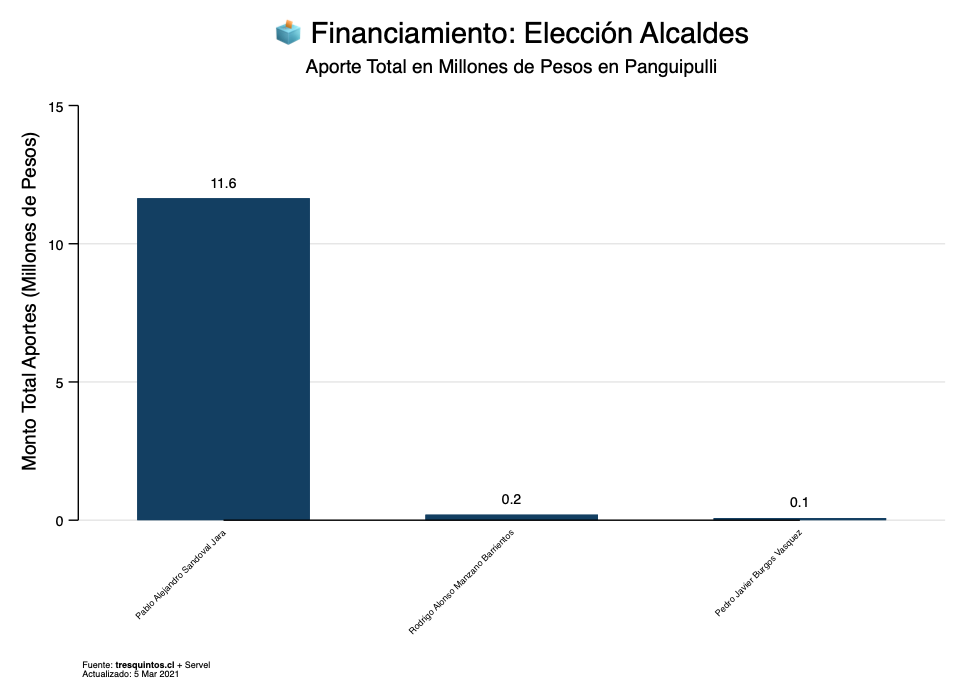 Financiamiento: Elección Alcaldes
Aporte Total en Millones de Pesos en Panguipulli
Monto Total Aportes (Millones de Pesos)
15
10
5
0
11.6
0.2
0.1
Pablo Alejandro Sandoval Jara
Rodrigo Alonso Manzano Barrientos
Pedro Javier Burgos Vasquez
Fuente: tresquintos.cl + Servel
Actualizado: 5 Mar 2021